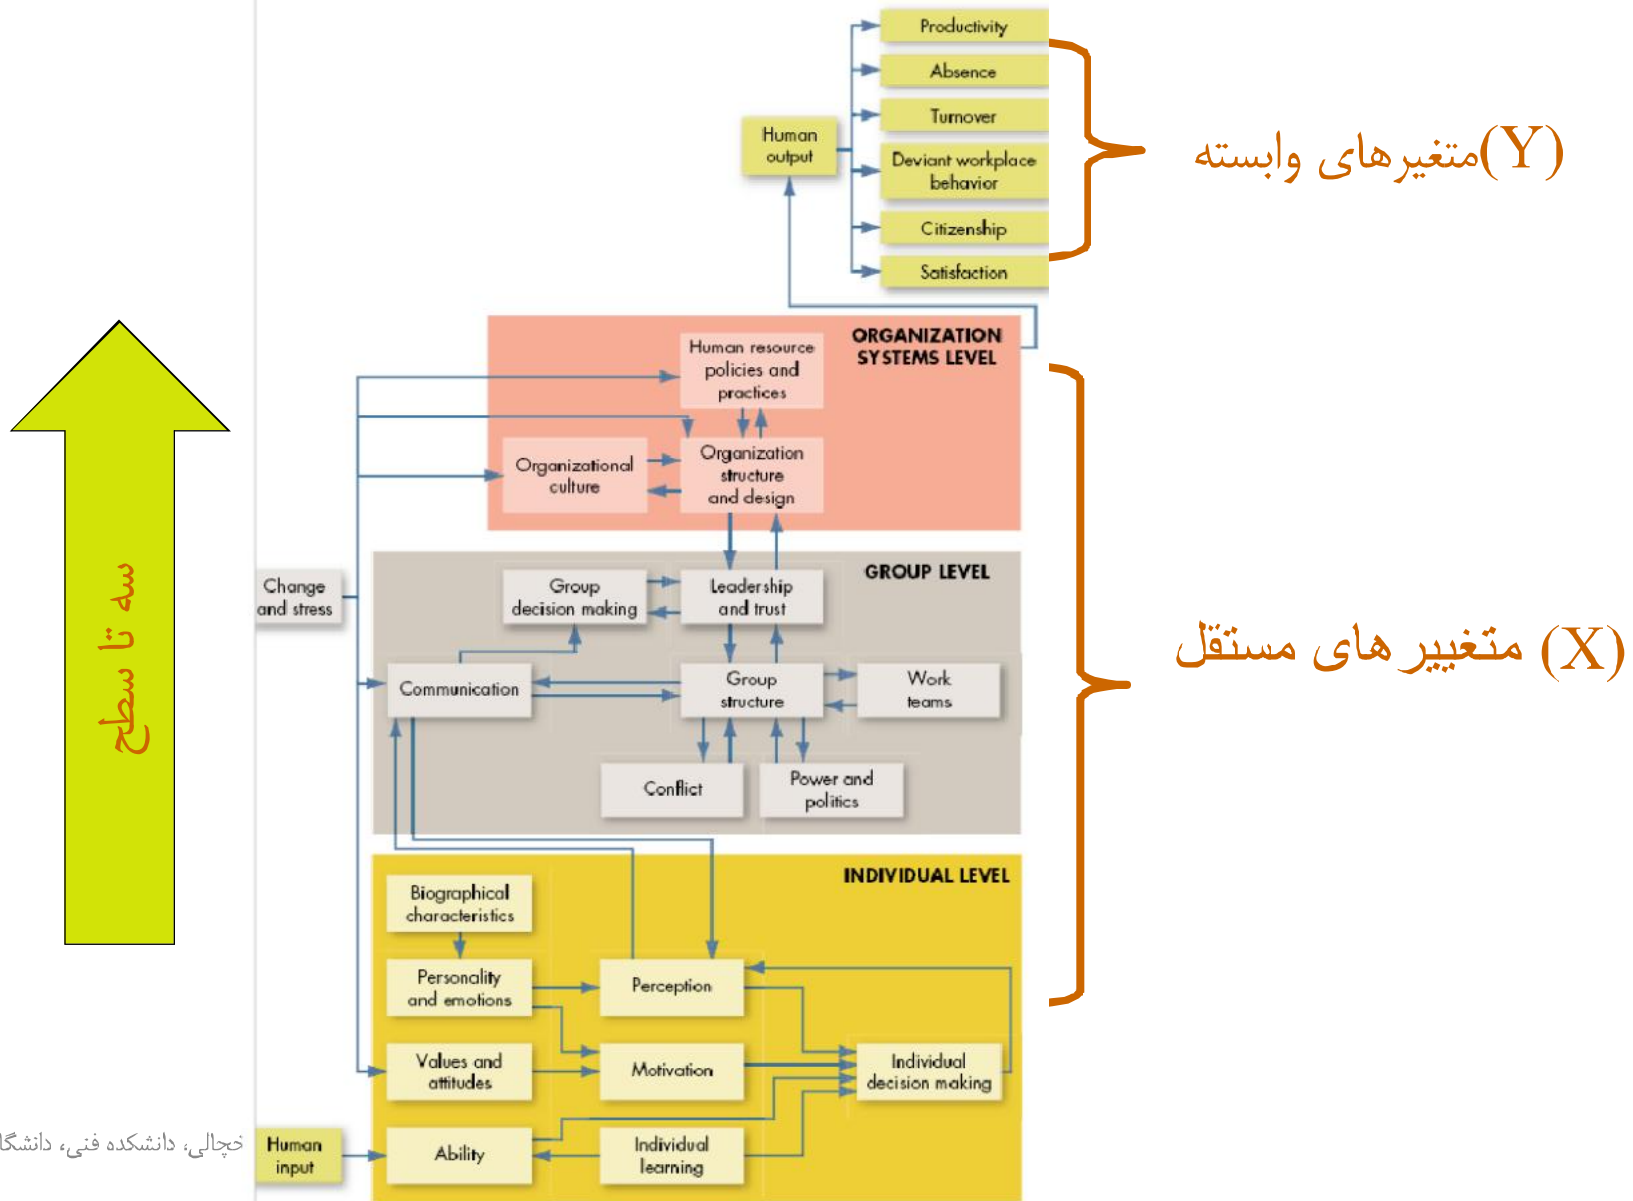 Productivity
Absence
Turnover
Human
output
Deviant workplace
behavior
Citizenship
Satisfaction
متغیرهای وابسته(Y)
ORGANIZATION
SYSTEMS LEVEL
Human resource
policies and
practices
Organizational
culture
Organization
structure
and design
سه تا سطح
Change
and stress
GROUP LEVEL
Group
decision making
Leadership
and trust
Communication
Group
structure
Work
teams
Conflict
Power and
politics
(X) متغییر های مستقل
INDIVIDUAL LEVEL
Biographical
characteristics
Personality
and emotions
Perception
Values and
attitudes
Motivation
Individual
decision making
Human
input
Ability
Individual
learning
دانشکده فنی،